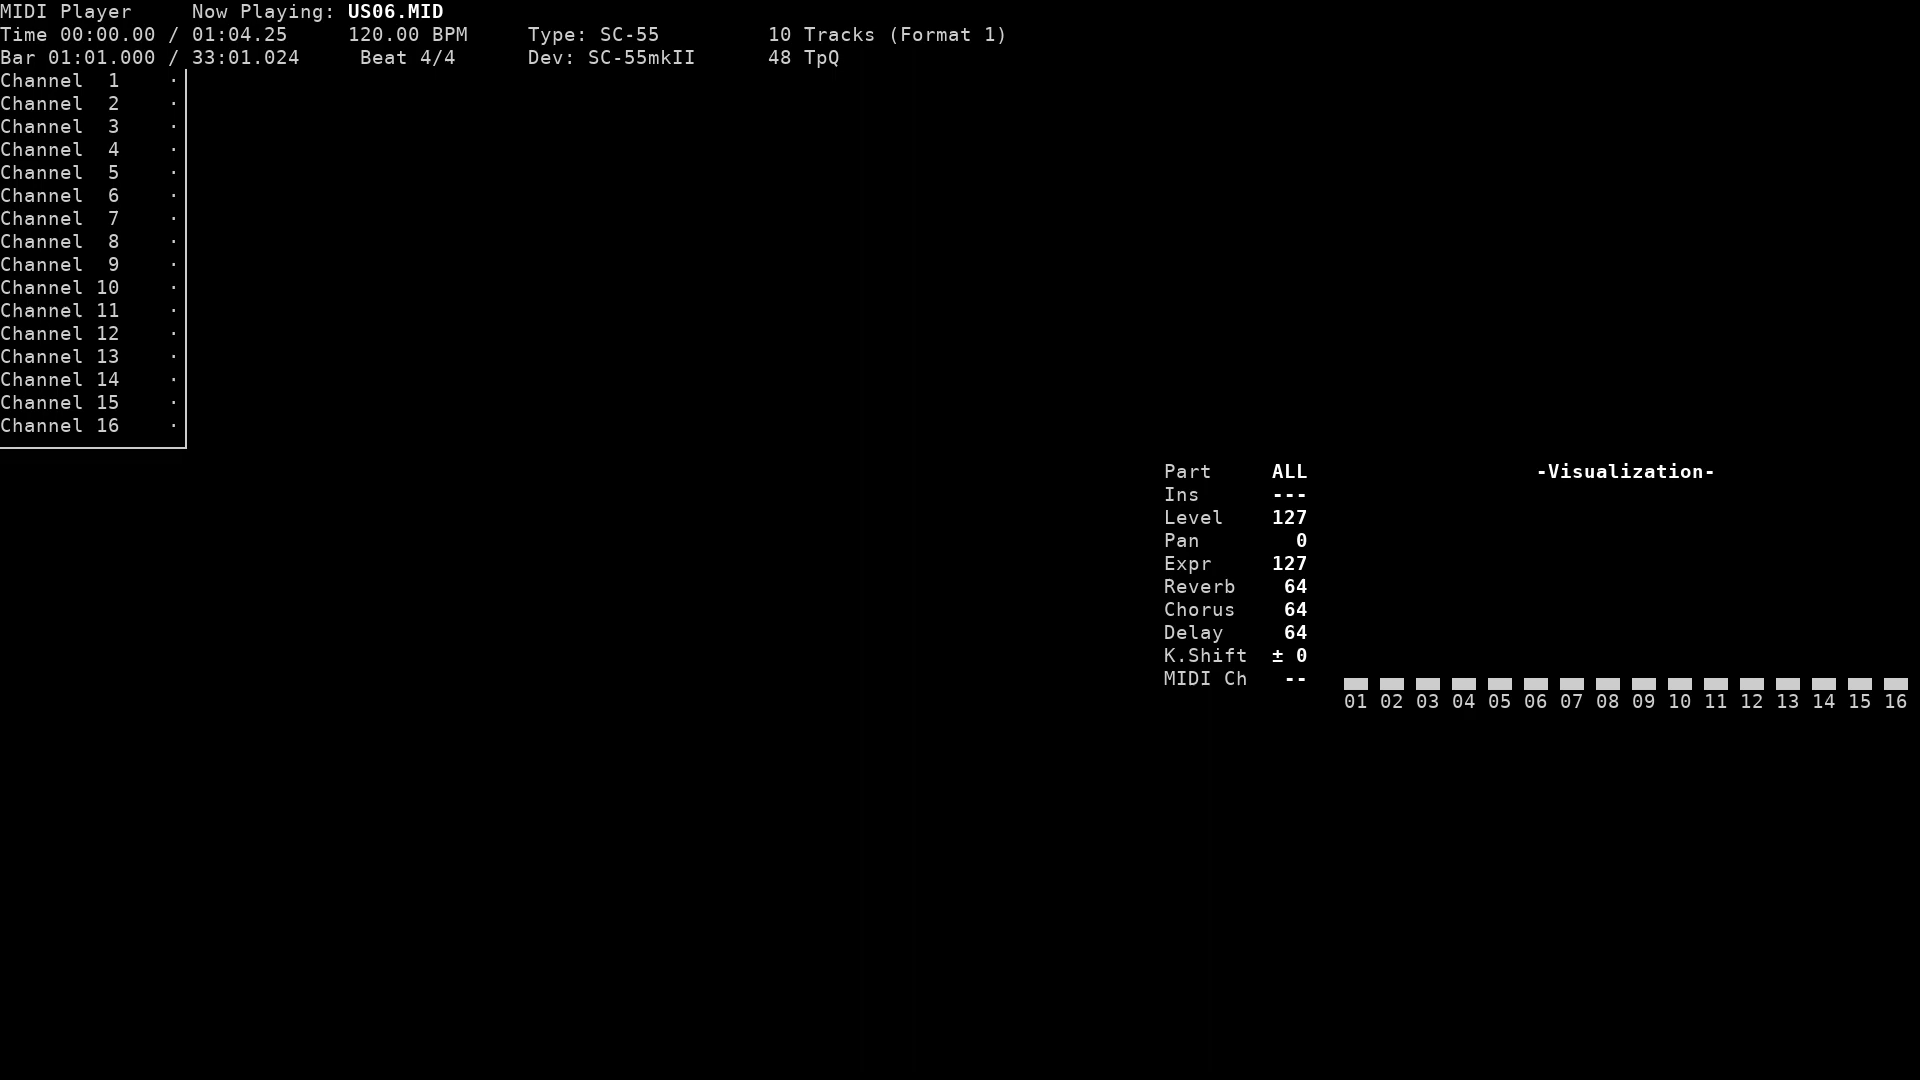 MIDI Player     Now Playing: US06.MID
Time 00:00.00 / 01:04.25     120.00 BPM     Type: SC-55         10 Tracks (Format 1)
Bar 01:01.000 / 33:01.024     Beat 4/4      Dev: SC-55mkII      48 TpQ
Channel  1    ·
Channel  2    ·
Channel  3    ·
Channel  4    ·
Channel  5    ·
Channel  6    ·
Channel  7    ·
Channel  8    ·
Channel  9    ·
Channel 10    ·
Channel 11    ·
Channel 12    ·
Channel 13    ·
Channel 14    ·
Channel 15    ·
Channel 16    ·
Part     ALL
Ins      ---
Level    127
Pan        0
Expr     127
Reverb    64
Chorus    64
Delay     64
K.Shift  ± 0
MIDI Ch   --
-Visualization-
01 02 03 04 05 06 07 08 09 10 11 12 13 14 15 16